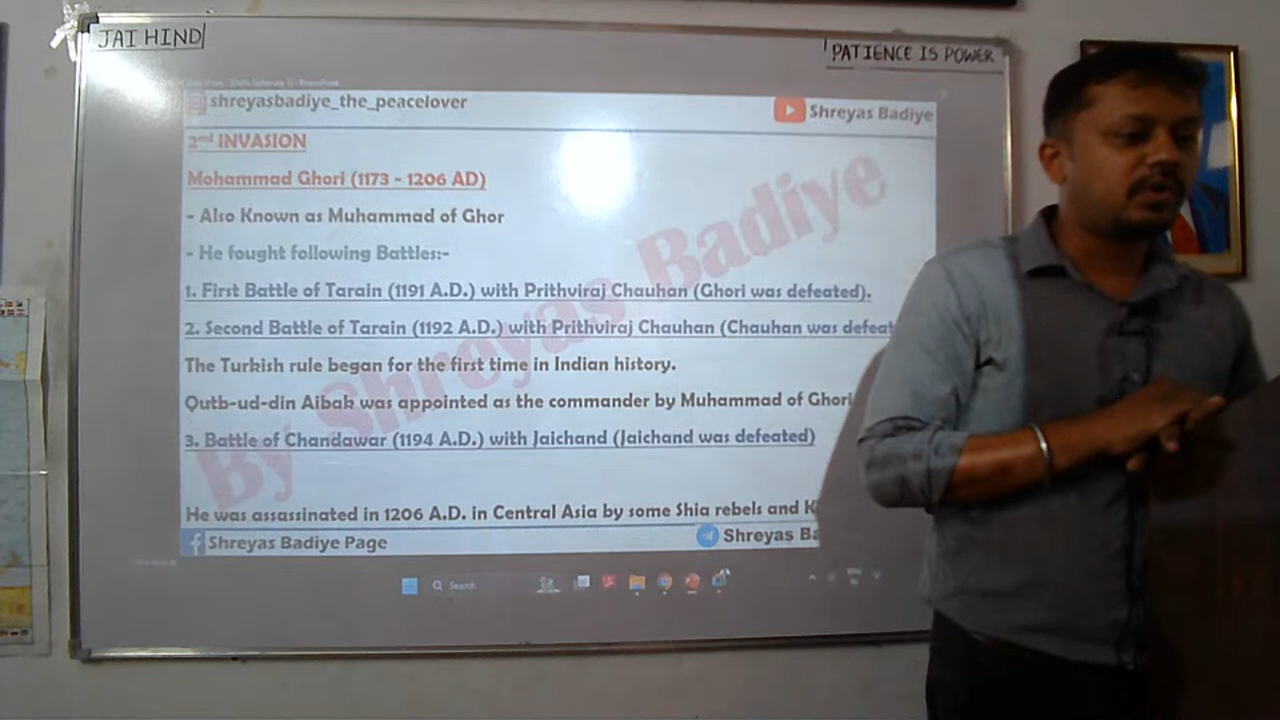 JAI HIND
PATIENCE IS POWER
shreyasbadiye_the_peacelover
Shreyas Badiye
2nd INVASION
Mohammad Ghori (1173 - 1206 AD)
- Also Known as Muhammad of Ghor
- He fought following Battles:-
1. First Battle of Tarain (1191 A.D.) with Prithviraj Chauhan (Ghori was defeated).
2. Second Battle of Tarain (1192 A.D.) with Prithviraj Chauhan (Chauhan was defeat
The Turkish rule began for the first time in Indian history.
Qutb-ud-din Aibak was appointed as the commander by Muhammad of Ghori
3. Battle of Chandawar (1194 A.D.) with Jaichand (Jaichand was defeated)
He was assassinated in 1206 A.D. in Central Asia by some Shia rebels and K
Shreyas Badiye Page
Shreyas Ba
By Shreyas Badiye
Search